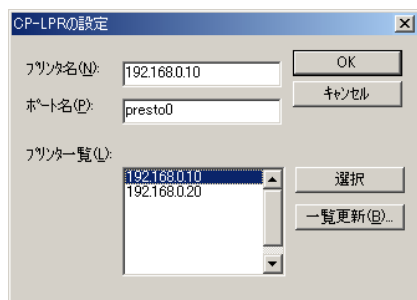 CP-LPRの設定
ﾌﾟﾘﾝﾀ名(N):
192.168.0.10
OK
ﾎﾟｰﾄ名(P):
presto0
ｷｬﾝｾﾙ
ﾌﾟﾘﾝﾀ一覧(L):
192.168.0.10
192.168.0.20
選択
一覧更新(B)...